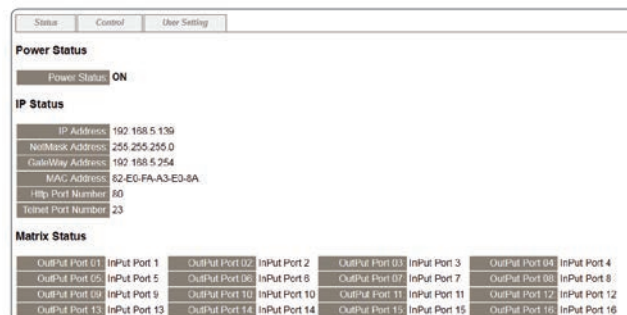 Status Control User Setting
Power Status
Power Status: ON
IP Status
IP Address: 192.168.5.139
NetMask Address: 255.255.255.0
GateWay Address: 192.168.5.254
MAC Address: 82-E0-FA-A3-E0-8A
Http Port Number: 80
Telnet Port Number: 23
Matrix Status
OutPut Port 01: InPut Port 1 OutPut Port 02: InPut Port 2 OutPut Port 03: InPut Port 3 OutPut Port 04: InPut Port 4
OutPut Port 05: InPut Port 5 OutPut Port 06: InPut Port 6 OutPut Port 07: InPut Port 7 OutPut Port 08: InPut Port 8
OutPut Port 09: InPut Port 9 OutPut Port 10: InPut Port 10 OutPut Port 11: InPut Port 11 OutPut Port 12: InPut Port 12
OutPut Port 13: InPut Port 13 OutPut Port 14: InPut Port 14 OutPut Port 15: InPut Port 15 OutPut Port 16: InPut Port 16